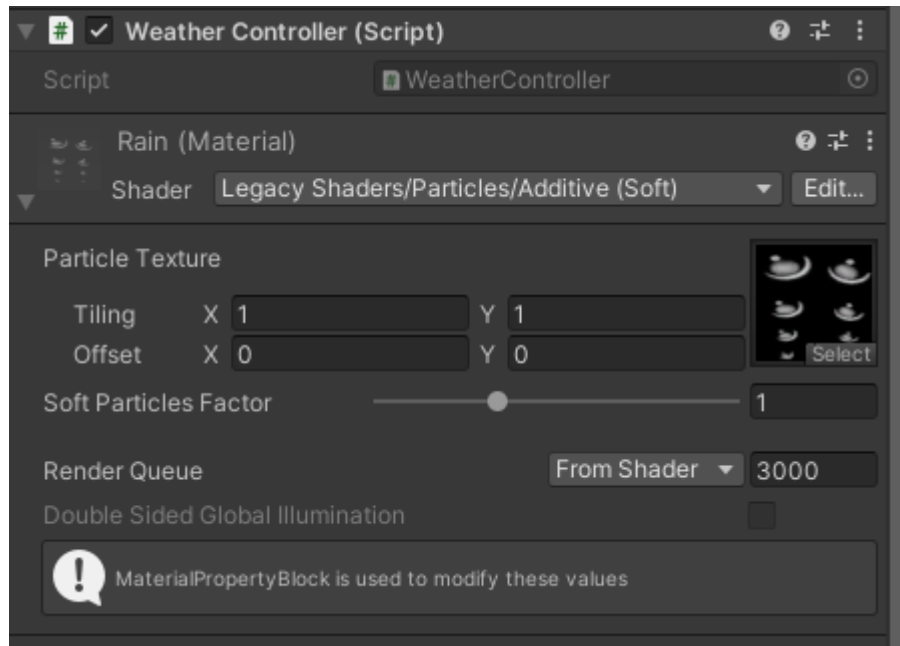 # Weather Controller (Script)
Script # WeatherController
Rain (Material)
Shader Legacy Shaders/Particles/Additive (Soft) Edit...
Particle Texture
Tiling X 1 Y 1
Offset X 0 Y 0
Select
Soft Particles Factor 1
Render Queue From Shader 3000
Double Sided Global Illumination
MaterialPropertyBlock is used to modify these values